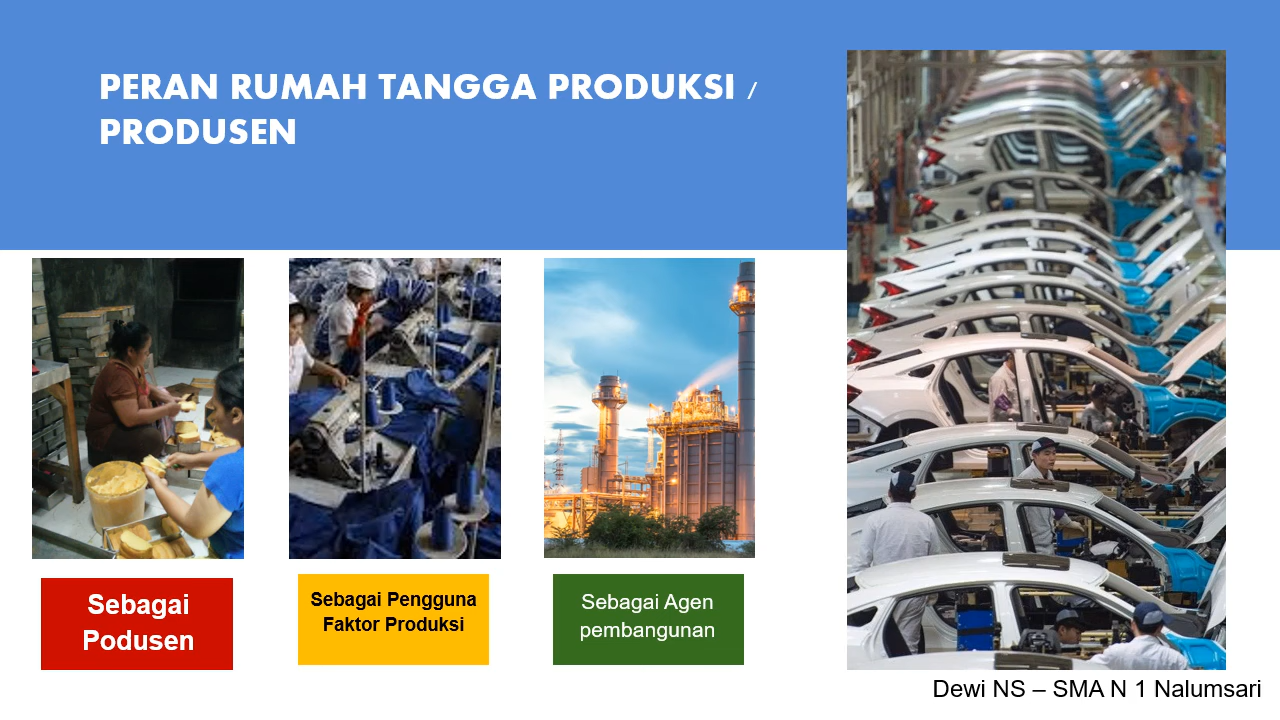 PERAN RUMAH TANGGA PRODUKSI /
PRODUSEN
Sebagai
Podusen
Sebagai Pengguna
Faktor Produksi
Sebagai Agen
pembangunan
Dewi NS – SMA N 1 Nalumsari